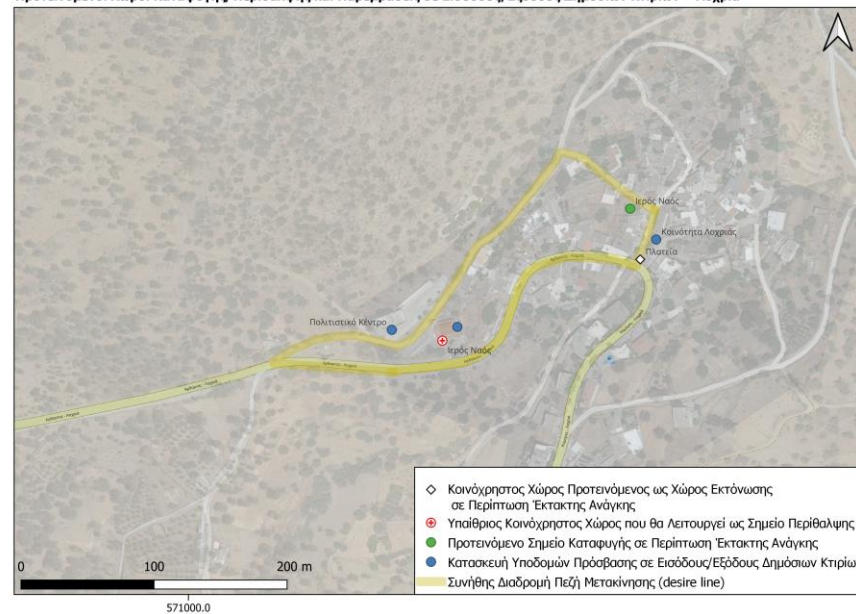 Ιερός Ναός
Κοινότητα Λοχριάς
Πλατεία
Πολιτιστικό Κέντρο
Ιερός Ναός
Κοινόχρηστος Χώρος Προτεινόμενος ως Χώρος Εκτόνωσης
σε Περίπτωση Έκτακτης Ανάγκης
Υπαίθριος Κοινόχρηστος Χώρος που θα Λειτουργεί ως Σημείο Περίθαλψης
Προτεινόμενο Σημείο Καταφυγής σε Περίπτωση Έκτακτης Ανάγκης
Κατασκευή Υποδομών Πρόσβασης σε Εισόδους/Εξόδους Δημόσιων Κτιρίω
Συνήθης Διαδρομή Πεζή Μετακίνησης (desire line)
0 100 200 m
571000.0